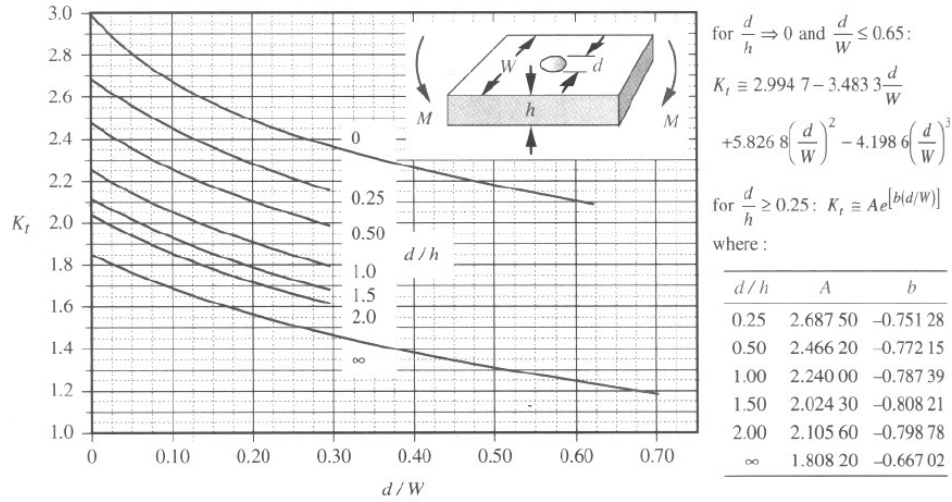 3.0
2.8
2.6
2.4
2.2
2.0
1.8
1.6
1.4
1.2
1.0
K_t
0 0.10 0.20 0.30 0.40 0.50 0.60 0.70
d / W
0
0.25
0.50
1.0
1.5
2.0
∞
d / h
W d
h
M M
for d/h ⇒ 0 and d/W ≤ 0.65:
K_t ≅ 2.994 7 – 3.483 3 d/W
+5.826 8 (d/W)^2 – 4.198 6 (d/W)^3
for d/h ≥ 0.25: K_t ≅ Ae^[b(d/W)]
where :
d / h A b
0.25 2.687 50 –0.751 28
0.50 2.466 20 –0.772 15
1.00 2.240 00 –0.787 39
1.50 2.024 30 –0.808 21
2.00 2.105 60 –0.798 78
∞ 1.808 20 –0.667 02